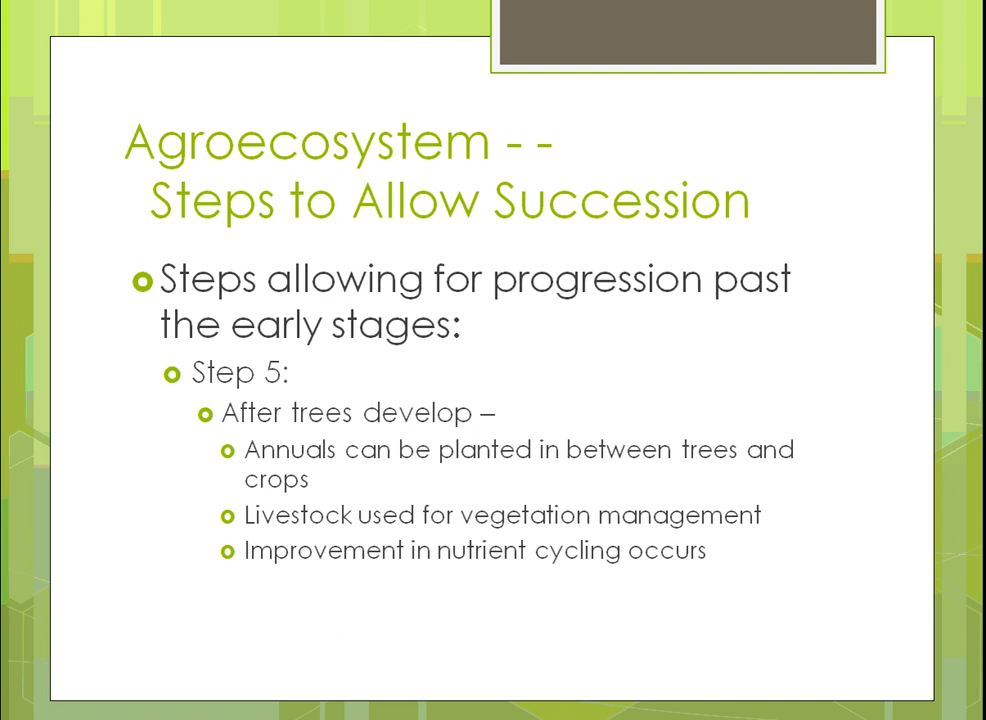 Agroecosystem - -
Steps to Allow Succession
Steps allowing for progression past
the early stages:
Step 5:
After trees develop –
Annuals can be planted in between trees and
crops
Livestock used for vegetation management
Improvement in nutrient cycling occurs